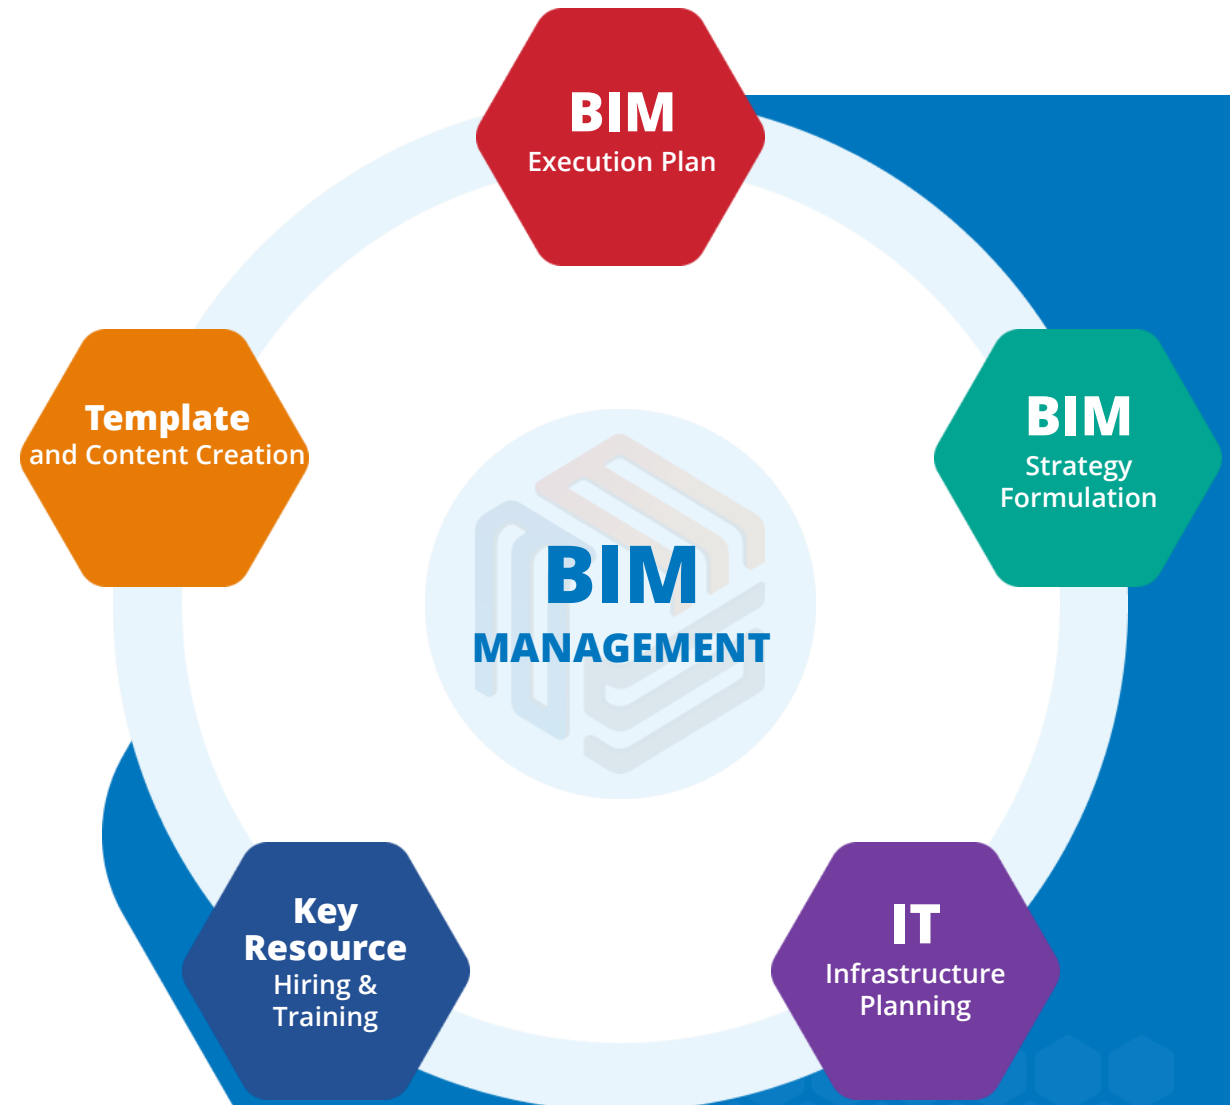 BIM
Execution Plan
Template
and Content Creation
BIM
Strategy
Formulation
BIM
MANAGEMENT
Key
Resource
Hiring &
Training
IT
Infrastructure
Planning